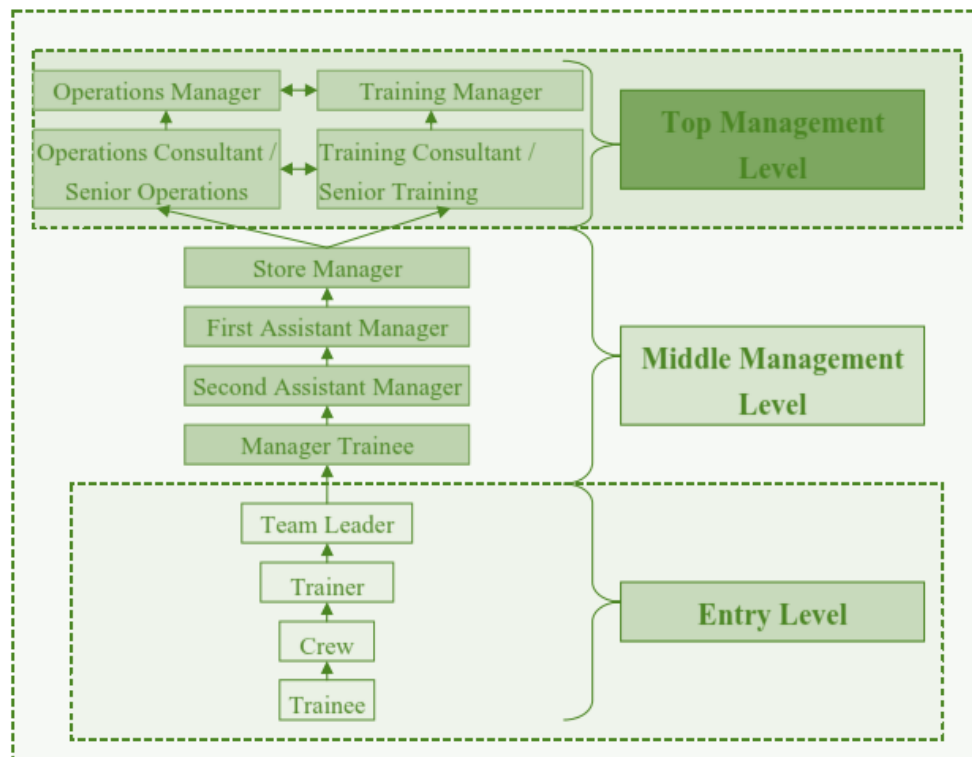 Operations Manager
Training Manager
Top Management
Level
Operations Consultant /
Senior Operations
Training Consultant /
Senior Training
Store Manager
First Assistant Manager
Second Assistant Manager
Manager Trainee
Middle Management
Level
Team Leader
Trainer
Crew
Trainee
Entry Level